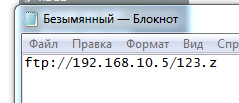 Безымянный — Блокнот
Файл Правка Формат Вид Спр
ftp://192.168.10.5/123.z